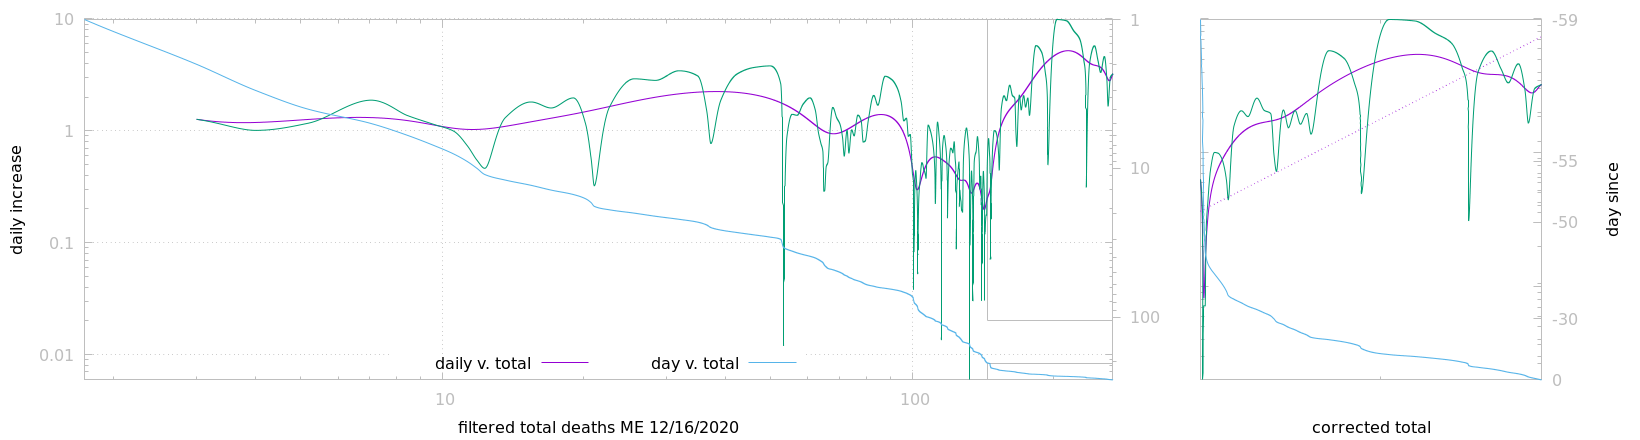 10
1
0.1
0.01
daily increase
daily v. total
day v. total
10
100
filtered total deaths ME 12/16/2020
1
10
100
-59
-55
-50
-30
0
day since
corrected total